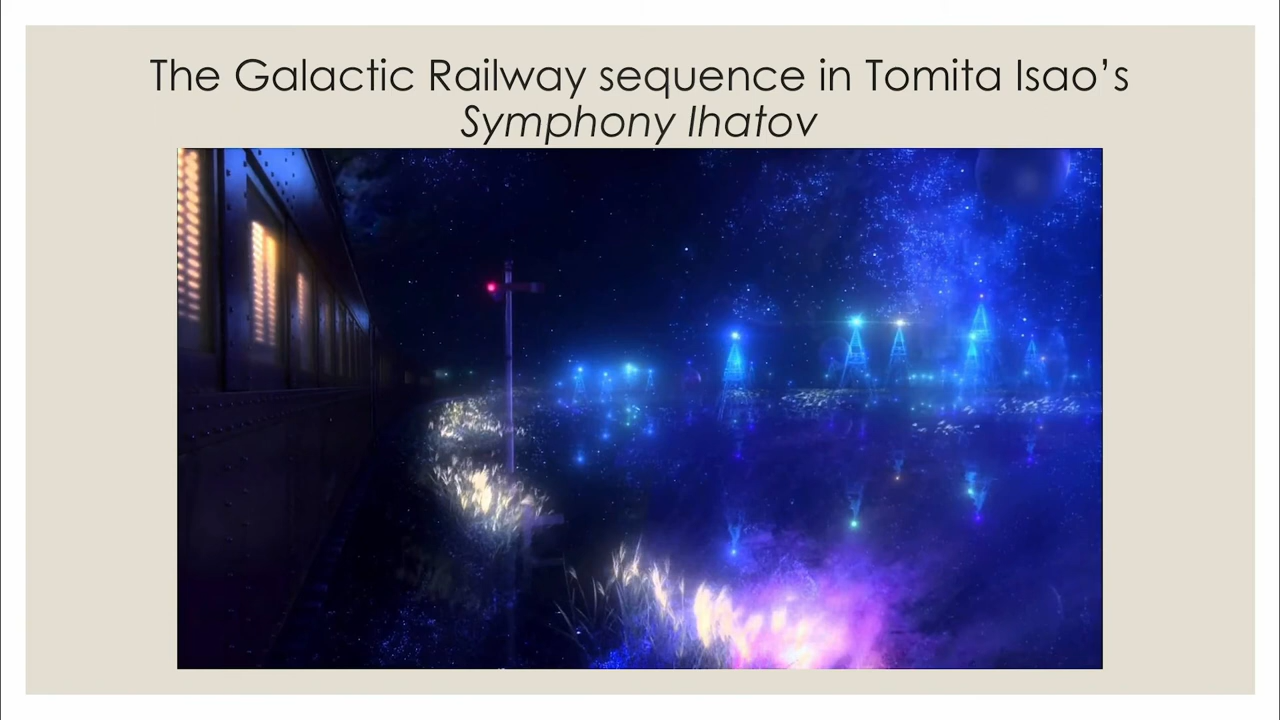 The Galactic Railway sequence in Tomita Isao’s
Symphony Ihatov